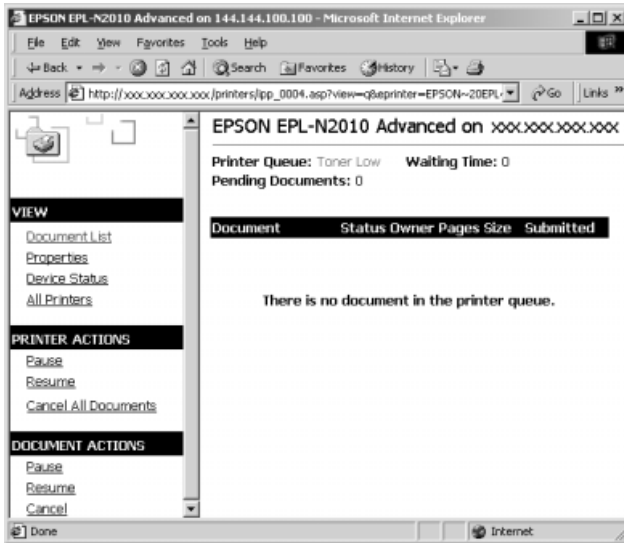 EPSON EPL-N2010 Advanced on 144.144.100.100 - Microsoft Internet Explorer
File Edit View Favorites Tools Help
Back Search Favorites History
Address http://xxx.xxx.xxx.xxx/printers/ipp_0004.asp?view=q&eprinter=EPSON~20EPL- Go Links »
EPSON EPL-N2010 Advanced on xxx.xxx.xxx.xxx
Printer Queue: Toner Low Waiting Time: 0
Pending Documents: 0
VIEW
Document List
Properties
Device Status
All Printers
PRINTER ACTIONS
Pause
Resume
Cancel All Documents
DOCUMENT ACTIONS
Pause
Resume
Cancel
Document Status Owner Pages Size Submitted
There is no document in the printer queue.
Done Internet